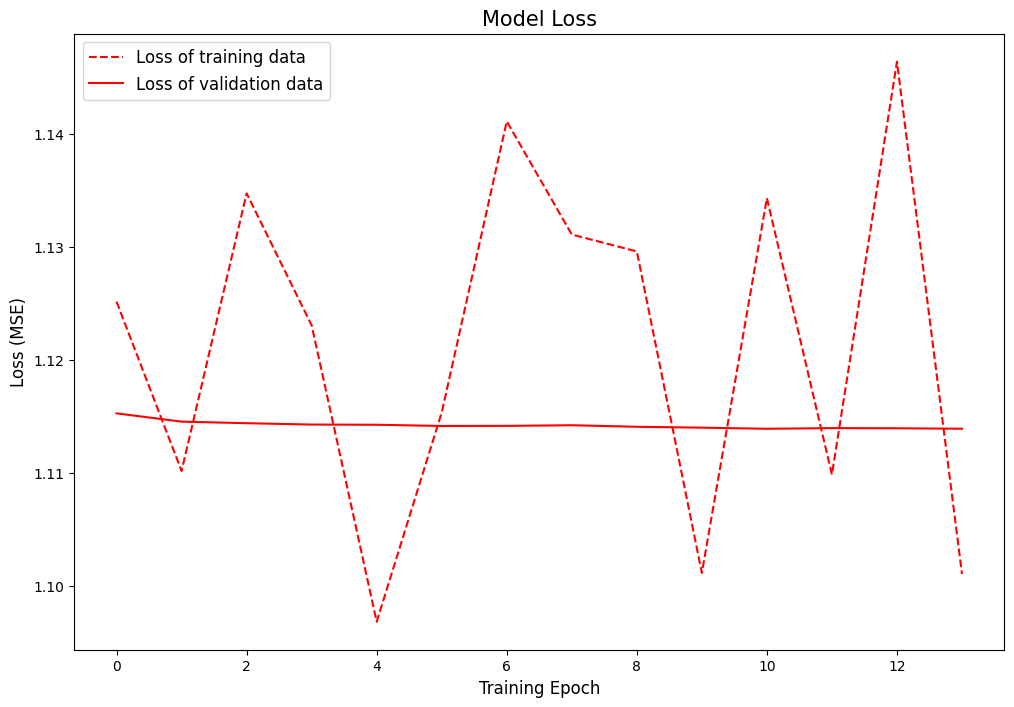 Model Loss
Loss of training data
Loss of validation data
Loss (MSE)
1.14
1.13
1.12
1.11
1.10
0 2 4 6 8 10 12
Training Epoch